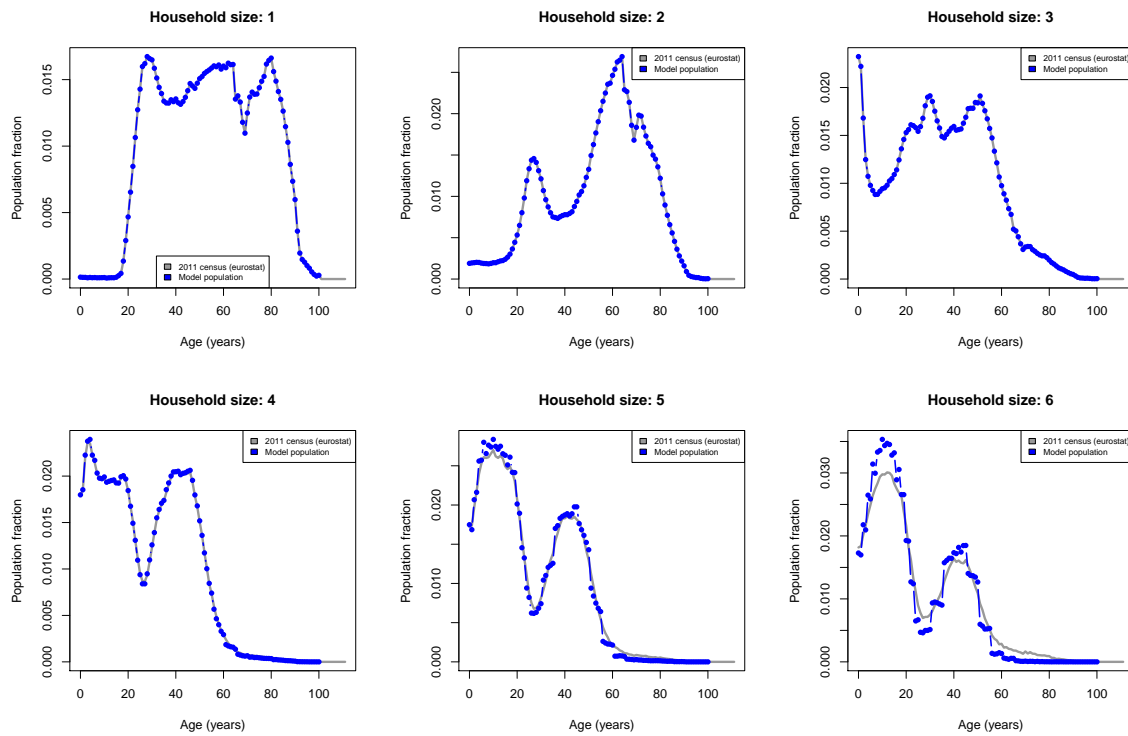 Household size: 1
Population fraction
0.000 0.005 0.010 0.015
2011 census (eurostat)
Model population
0 20 40 60 80 100
Age (years)
Household size: 2
Population fraction
0.000 0.010 0.020
2011 census (eurostat)
Model population
0 20 40 60 80 100
Age (years)
Household size: 3
Population fraction
0.000 0.005 0.010 0.015 0.020
2011 census (eurostat)
Model population
0 20 40 60 80 100
Age (years)
Household size: 4
Population fraction
0.000 0.005 0.010 0.015 0.020
2011 census (eurostat)
Model population
0 20 40 60 80 100
Age (years)
Household size: 5
Population fraction
0.000 0.005 0.010 0.015 0.020 0.025
2011 census (eurostat)
Model population
0 20 40 60 80 100
Age (years)
Household size: 6
Population fraction
0.000 0.010 0.020 0.030
2011 census (eurostat)
Model population
0 20 40 60 80 100
Age (years)